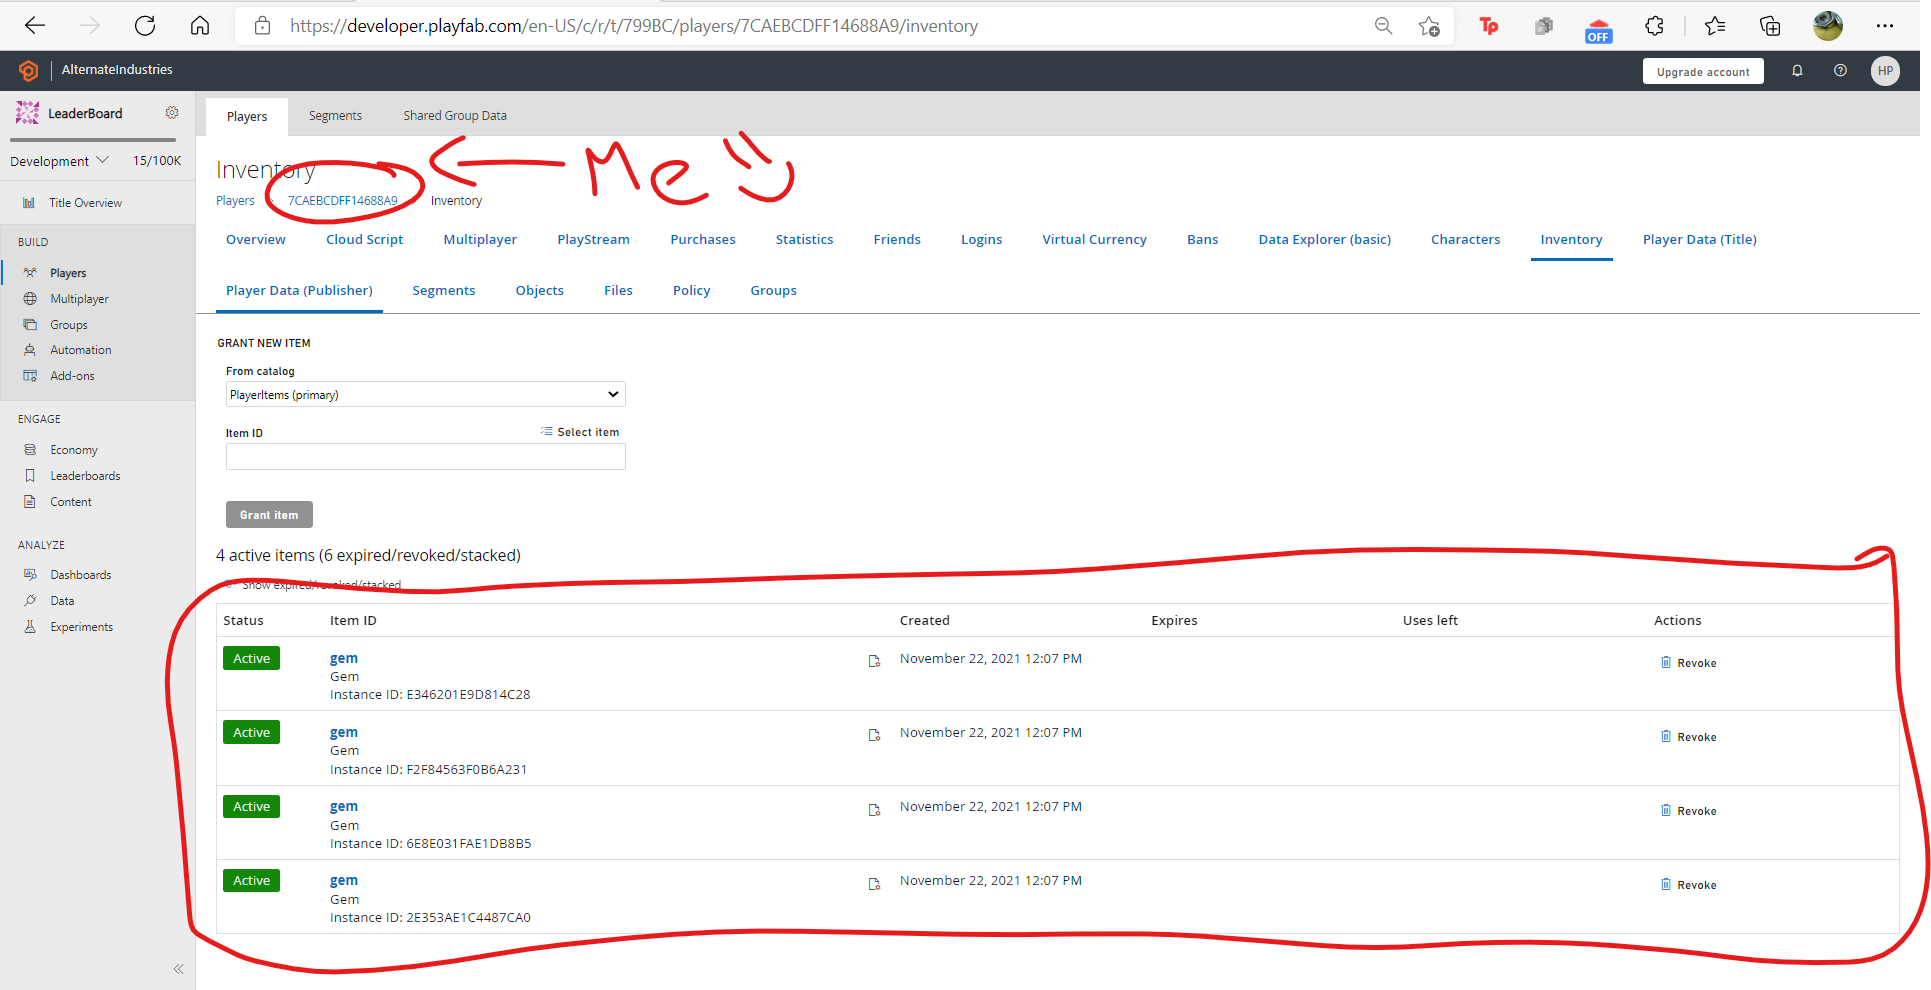 https://developer.playfab.com/en-US/c/r/t/799BC/players/7CAEBCDFF14688A9/inventory
Tp
OFF
AlternateIndustries
Upgrade account
HP
LeaderBoard
Development
15/100K
Title Overview
BUILD
Players
Multiplayer
Groups
Automation
Add-ons
ENGAGE
Economy
Leaderboards
Content
ANALYZE
Dashboards
Data
Experiments
Players Segments Shared Group Data
Me
Inventory
Players 7CAEBCDFF14688A9 Inventory
Overview Cloud Script Multiplayer PlayStream Purchases Statistics Friends Logins Virtual Currency Bans Data Explorer (basic) Characters Inventory Player Data (Title)
Player Data (Publisher) Segments Objects Files Policy Groups
GRANT NEW ITEM
From catalog
PlayerItems (primary)
Item ID Select item
Grant item
4 active items (6 expired/revoked/stacked)
Show expired/revoked/stacked
Status Item ID Created Expires Uses left Actions
Active gem November 22, 2021 12:07 PM Revoke
Gem
Instance ID: E346201E9D814C28
Active gem November 22, 2021 12:07 PM Revoke
Gem
Instance ID: F2F84563F0B6A231
Active gem November 22, 2021 12:07 PM Revoke
Gem
Instance ID: 6E8E031FAE1DB8B5
Active gem November 22, 2021 12:07 PM Revoke
Gem
Instance ID: 2E353AE1C4487CA0